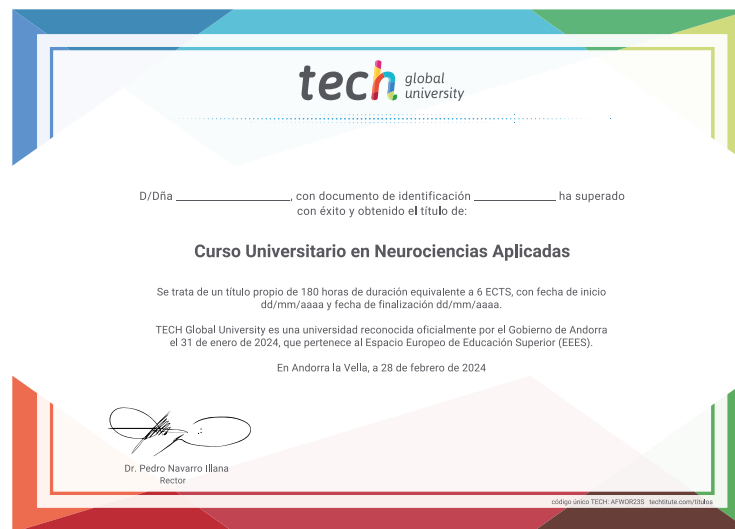 tech global university
D/Dña ____________, con documento de identificación ____________ ha superado
con éxito y obtenido el título de:
Curso Universitario en Neurociencias Aplicadas
Se trata de un título propio de 180 horas de duración equivalente a 6 ECTS, con fecha de inicio
dd/mm/aaaa y fecha de finalización dd/mm/aaaa.
TECH Global University es una universidad reconocida oficialmente por el Gobierno de Andorra
el 31 de enero de 2024, que pertenece al Espacio Europeo de Educación Superior (EEES).
En Andorra la Vella, a 28 de febrero de 2024
Dr. Pedro Navarro Illana
Rector
código único TECH: AFWOR23S techtitute.com/titulos